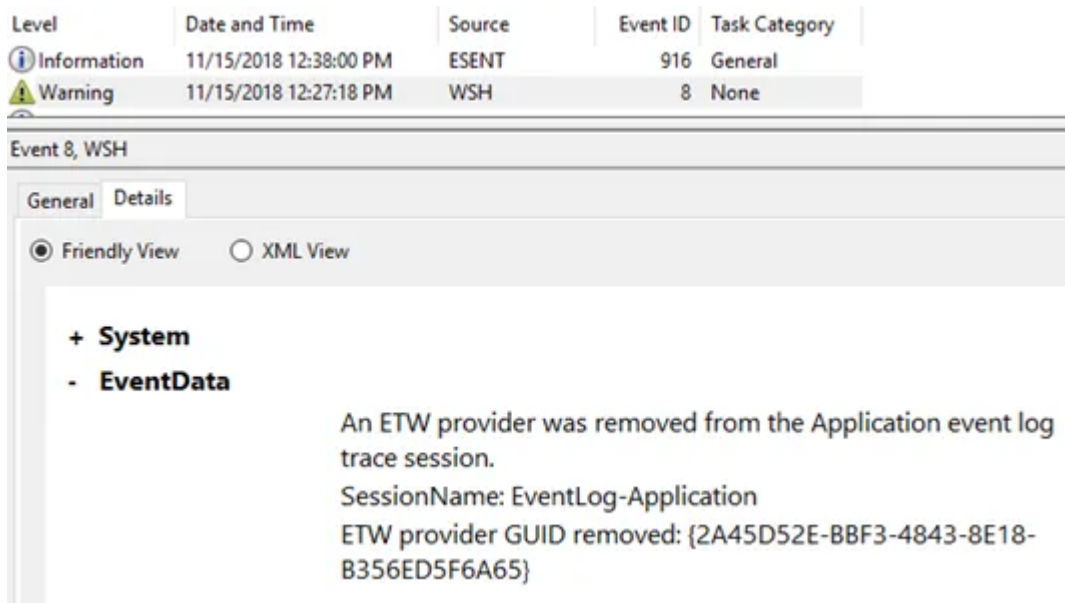 Level Date and Time Source Event ID Task Category
Information 11/15/2018 12:38:00 PM ESENT 916 General
Warning 11/15/2018 12:27:18 PM WSH 8 None
Event 8, WSH
General Details
Friendly View XML View
+ System
- EventData
An ETW provider was removed from the Application event log
trace session.
SessionName: EventLog-Application
ETW provider GUID removed: {2A45D52E-BBF3-4843-8E18-
B356ED5F6A65}